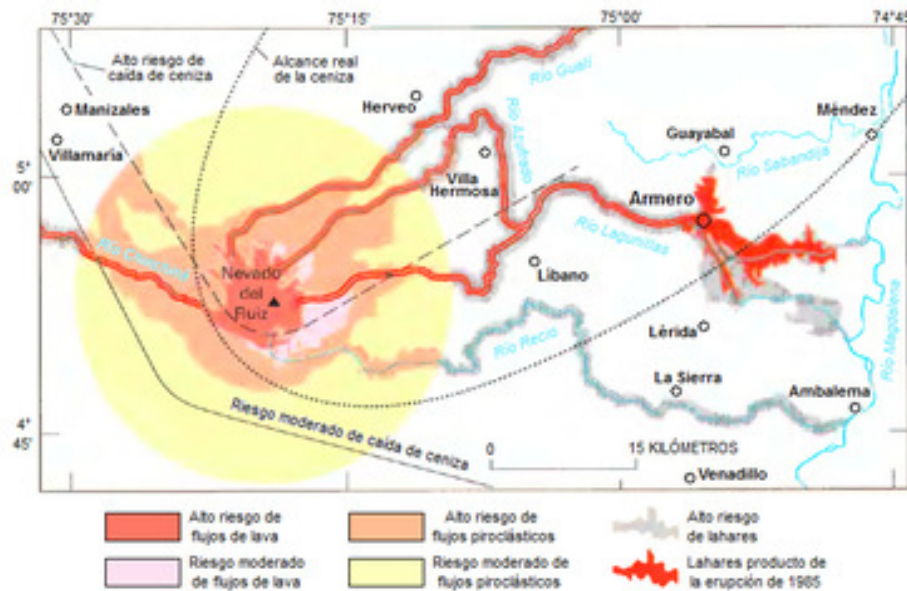 75°30'
75°15'
75°00'
74°45'
Alto riesgo de
caída de ceniza
Alcance real
de la ceniza
Río Gualí
Manizales
Herveo
Río Azufrado
Méndez
Guayabal
Villamaría
Río Sabandija
5°
00'
Villa
Hermosa
Armero
Río Lagunillas
Nevado
del
Ruiz
Líbano
Río Magdalena
Río Recio
Lérida
La Sierra
Ambalema
Riesgo moderado de caída de ceniza
4°
45'
0
15 KILÓMETROS
Venadillo
Alto riesgo de
flujos de lava
Alto riesgo de
flujos piroclásticos
Alto riesgo
de lahares
Riesgo moderado
de flujos de lava
Riesgo moderado de
flujos piroclásticos
Lahares producto de
la erupción de 1985